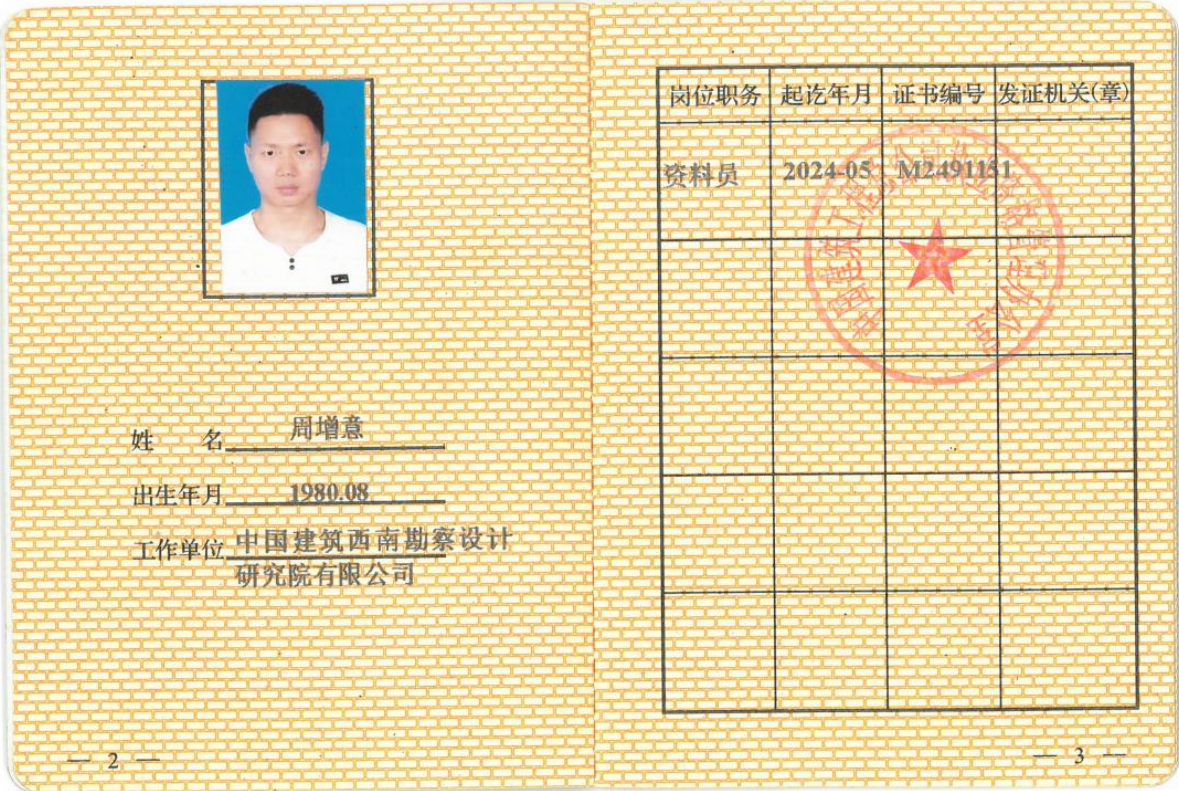 姓 名 周增意
出生年月 1980.08
工作单位 中国建筑西南勘察设计
研究院有限公司
— 2 —
岗位职务 起讫年月 证书编号 发证机关(章)
资料员 2024-05 M2491151
— 3 —